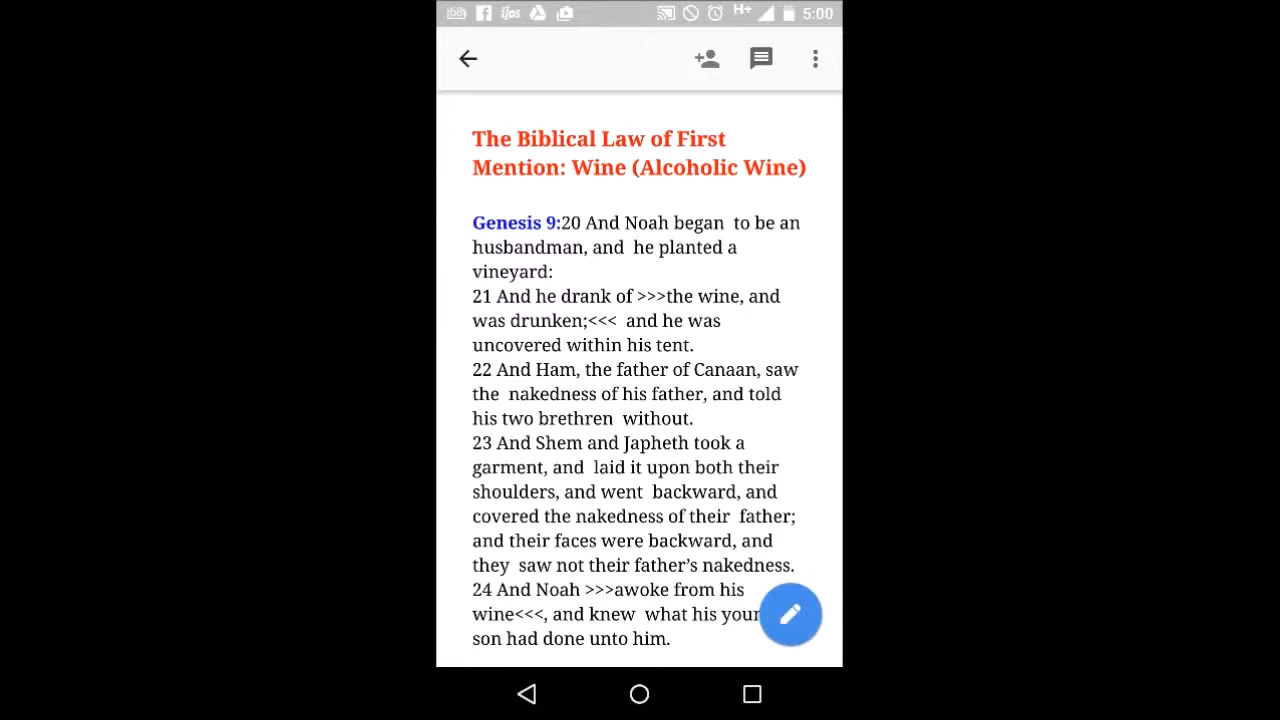 68
H+
5:00
The Biblical Law of First
Mention: Wine (Alcoholic Wine)
Genesis 9:20 And Noah began  to be an
husbandman, and  he planted a
vineyard:
21 And he drank of >>>the wine, and
was drunken;<<<  and he was
uncovered within his tent.
22 And Ham, the father of Canaan, saw
the  nakedness of his father, and told
his two brethren  without.
23 And Shem and Japheth took a
garment, and  laid it upon both their
shoulders, and went  backward, and
covered the nakedness of their  father;
and their faces were backward, and
they  saw not their father’s nakedness.
24 And Noah >>>awoke from his
wine<<<, and knew  what his your
son had done unto him.